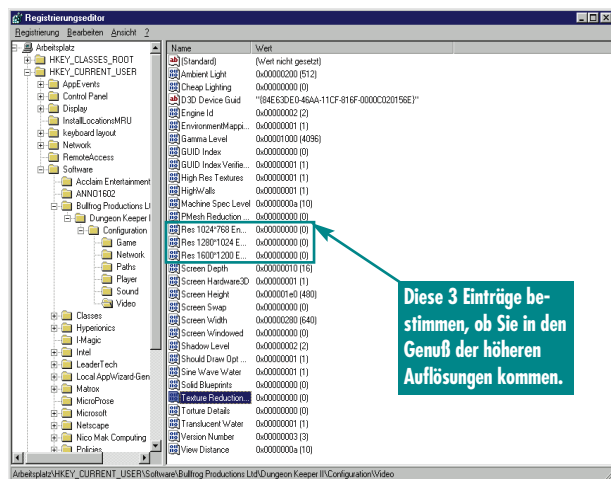 Registrierungseditor
Registrierung Bearbeiten Ansicht ?
Arbeitsplatz
HKEY_CLASSES_ROOT
HKEY_CURRENT_USER
AppEvents
Control Panel
Display
InstallLocationsMRU
keyboard layout
Network
RemoteAccess
Software
Acclaim Entertainment
ANNO1602
Bullfrog Productions Lt
Dungeon Keeper I
Configuration
Game
Network
Paths
Player
Sound
Video
Classes
Hyperionics
I-Magic
Intel
LeaderTech
Local AppWizard-Gen
Matrox
MicroProse
Microsoft
Netscape
Nico Mak Computing
Policies
Name Wert
(Standard) (Wert nicht gesetzt)
Ambient Light 0x00000200 (512)
Cheap Lighting 0x00000000 (0)
D3D Device Guid "{84E63DE0-46AA-11CF-816F-0000C020156E}"
Engine Id 0x00000002 (2)
EnvironmentMappi... 0x00000001 (1)
Gamma Level 0x00001000 (4096)
GUID Index 0x00000000 (0)
GUID Index Verifie... 0x00000001 (1)
High Res Textures 0x00000001 (1)
HighWalls 0x00000001 (1)
Machine Spec Level 0x0000000a (10)
PMesh Reduction ... 0x00000000 (0)
Res 1024*768 En... 0x00000000 (0)
Res 1280*1024 E... 0x00000000 (0)
Res 1600*1200 E... 0x00000000 (0)
Screen Depth 0x00000010 (16)
Screen Hardware3D 0x00000001 (1)
Screen Height 0x000001e0 (480)
Screen Swap 0x00000000 (0)
Screen Width 0x00000280 (640)
Screen Windowed 0x00000000 (0)
Shadow Level 0x00000002 (2)
Should Draw Opt ... 0x00000001 (1)
Sine Wave Water 0x00000001 (1)
Solid Blueprints 0x00000000 (0)
Texture Reduction... 0x00000000 (0)
Torture Details 0x00000000 (0)
Translucent Water 0x00000001 (1)
Version Number 0x00000003 (3)
View Distance 0x0000000a (10)
Diese 3 Einträge be-
stimmen, ob Sie in den
Genuß der höheren
Auflösungen kommen.
Arbeitsplatz\HKEY_CURRENT_USER\Software\Bullfrog Productions Ltd\Dungeon Keeper II\Configuration\Video